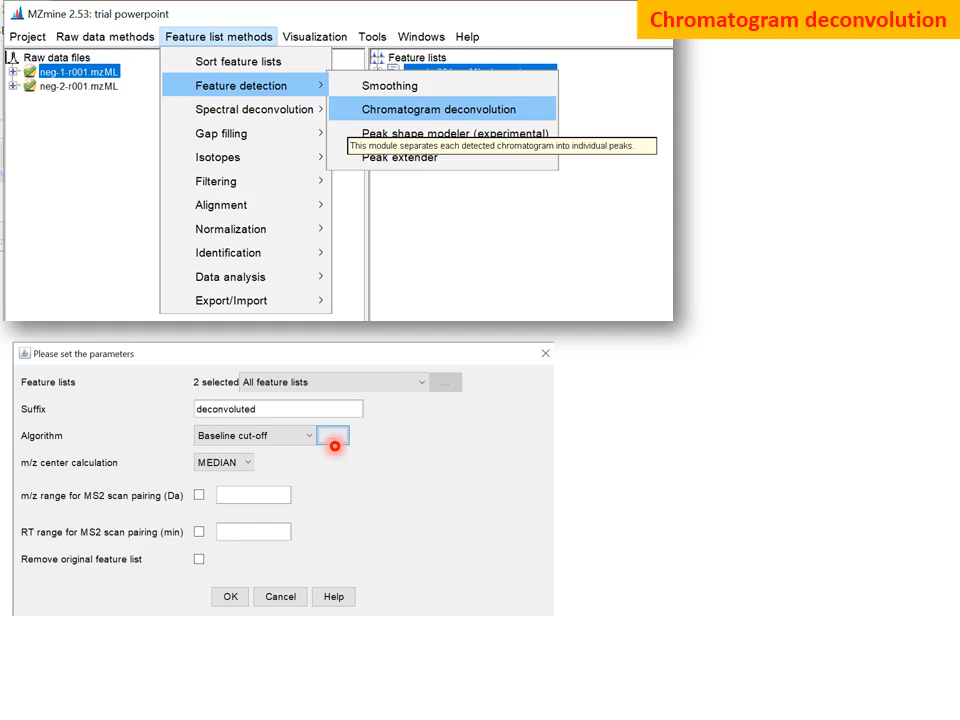 Chromatogram deconvolution
MZmine 2.53: trial powerpoint
Project Raw data methods Feature list methods Visualization Tools Windows Help
Raw data files
neg-1-r001.mzML
neg-2-r001.mzML
Feature lists
Sort feature lists
Feature detection
Spectral deconvolution
Gap filling
Isotopes
Filtering
Alignment
Normalization
Identification
Data analysis
Export/Import
Smoothing
Chromatogram deconvolution
Peak shape modeler (experimental)
This module separates each detected chromatogram into individual peaks.
Peak extender
Please set the parameters
Feature lists 2 selected All feature lists ...
Suffix deconvoluted
Algorithm Baseline cut-off ...
m/z center calculation MEDIAN
m/z range for MS2 scan pairing (Da)
RT range for MS2 scan pairing (min)
Remove original feature list
OK Cancel Help